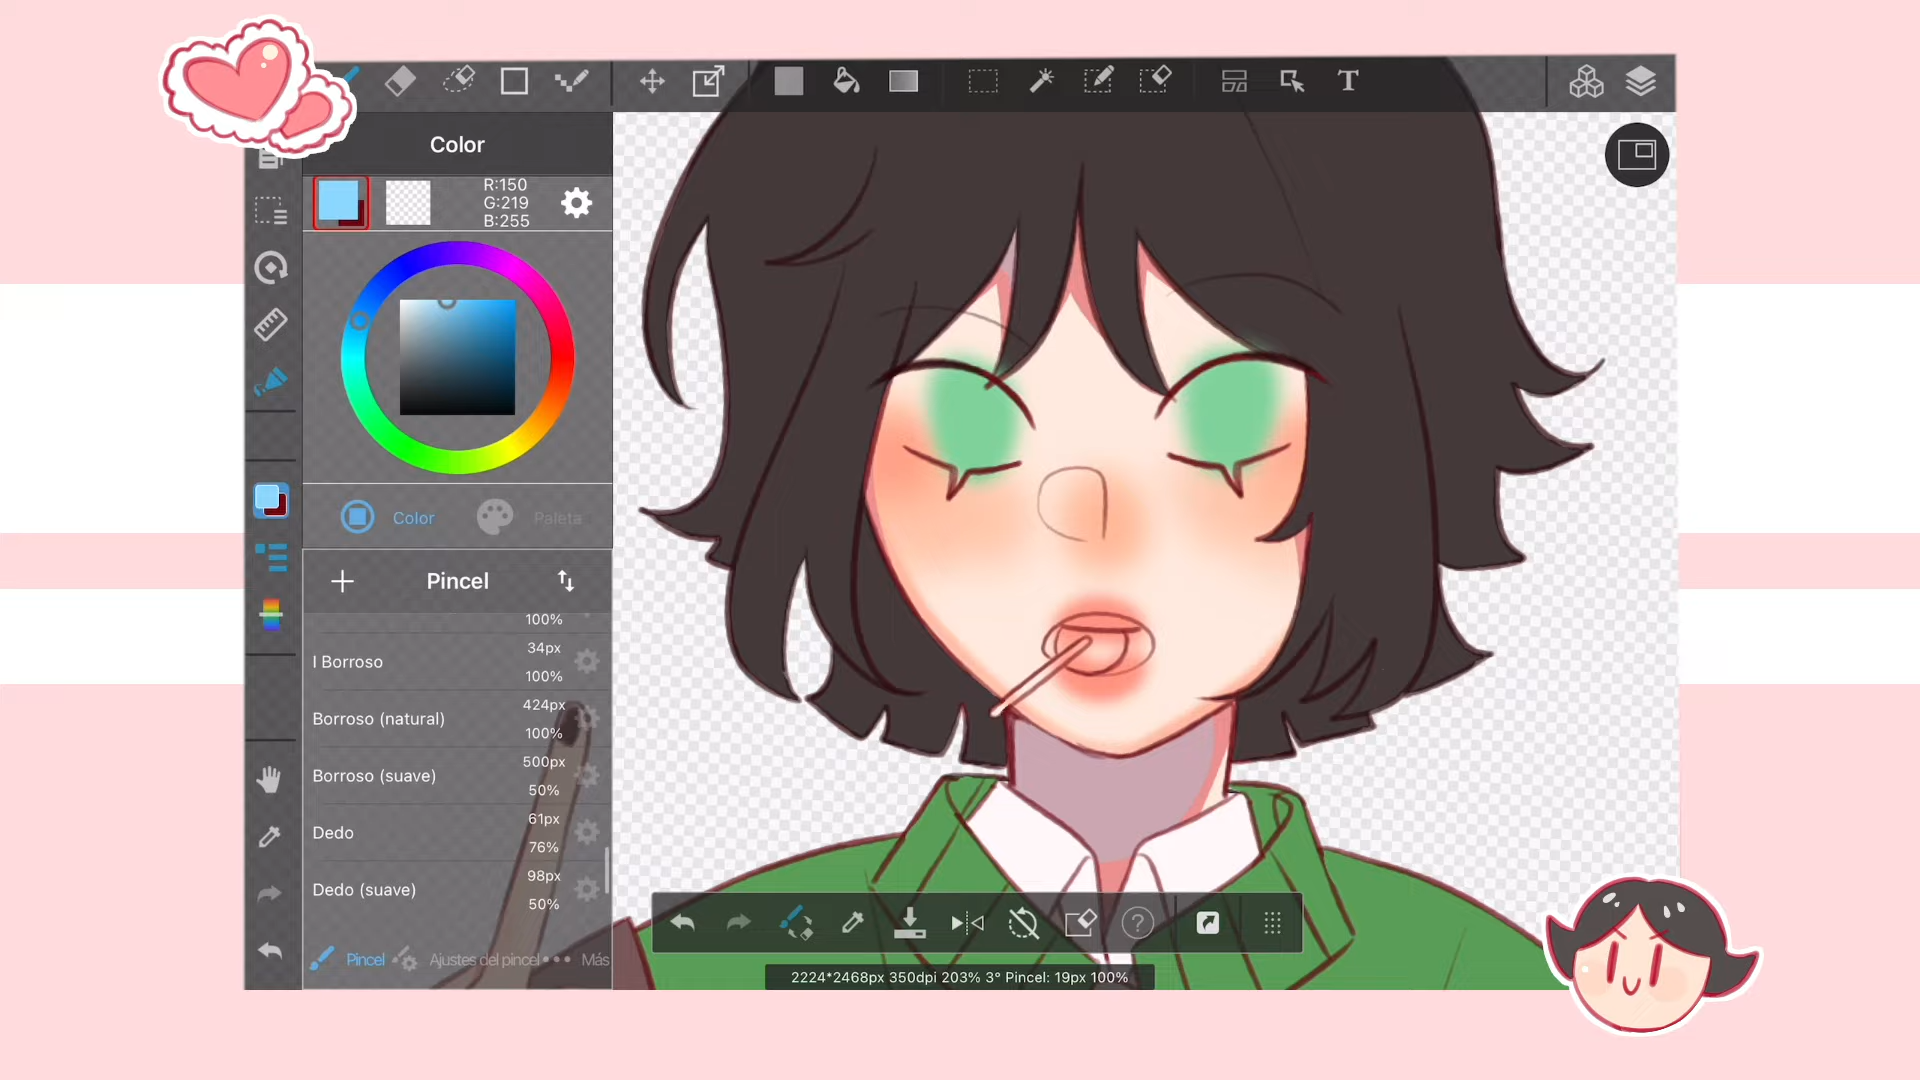 T
Color
R:150
G:219
B:255
Color
Paleta
Pincel
100%
34px
l Borroso
100%
424px
Borroso (natural)
100%
500px
Borroso (suave)
50%
61px
Dedo
76%
98px
Dedo (suave)
50%
Pincel
Ajustes del pincel
Más
?
2224*2468px 350dpi 203% 3° Pincel: 19px 100%